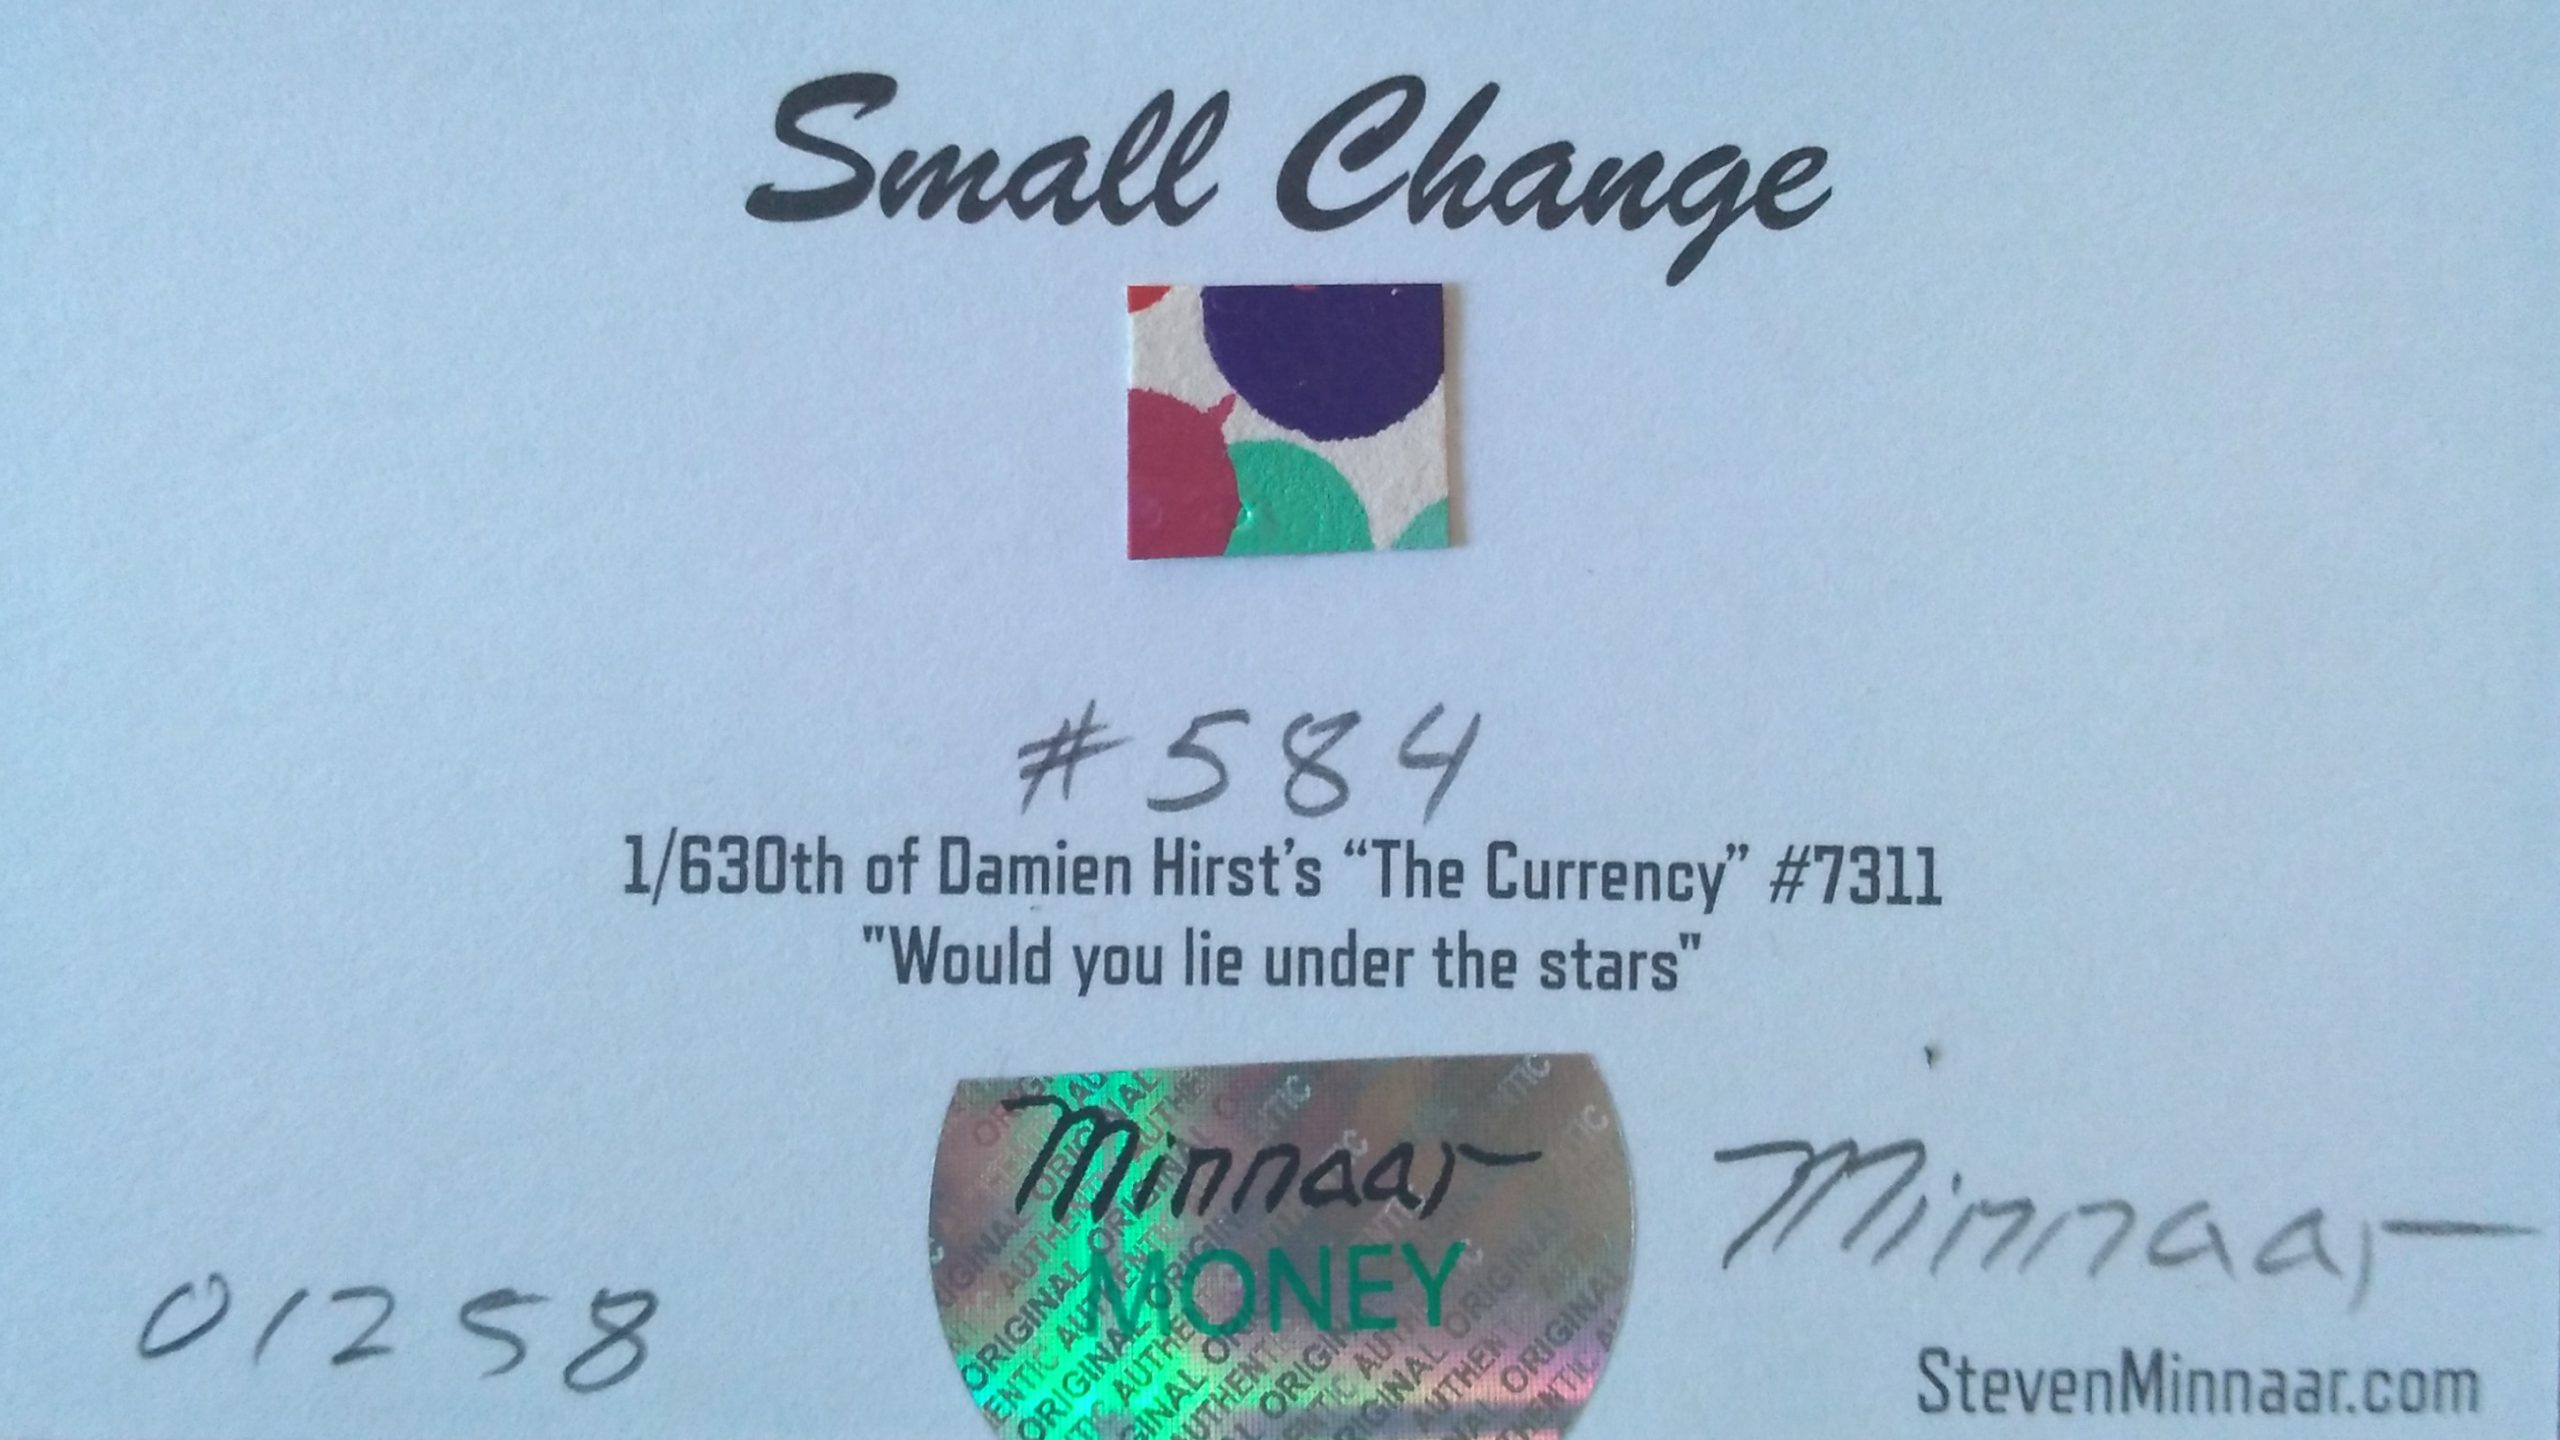 Small Change
#584
1/630th of Damien Hirst's “The Currency” #7311
"Would you lie under the stars"
Minnaar
MONEY
01258
Minnaar
StevenMinnaar.com